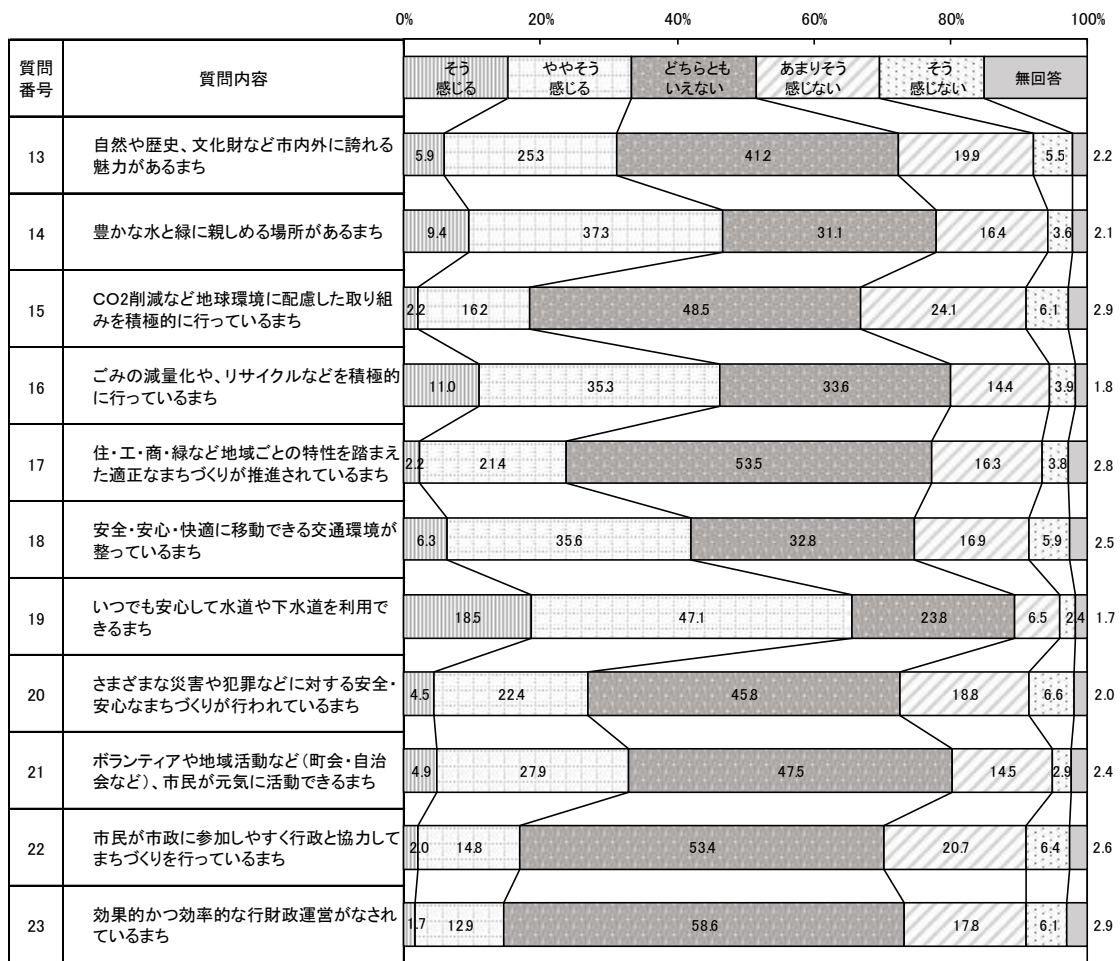 0%
20%
40%
60%
80%
100%
質問
番号
質問内容
そう
感じる
ややそう
感じる
どちらとも
いえない
あまりそう
感じない
そう
感じない
無回答
13
自然や歴史、文化財など市内外に誇れる
魅力があるまち
5.9
25.3
41.2
19.9
5.5
2.2
14
豊かな水と緑に親しめる場所があるまち
9.4
37.3
31.1
16.4
3.6
2.1
15
CO2削減など地球環境に配慮した取り組
みを積極的に行っているまち
2.2
16.2
48.5
24.1
6.1
2.9
16
ごみの減量化や、リサイクルなどを積極的
に行っているまち
11.0
35.3
33.6
14.4
3.9
1.8
17
住・工・商・緑など地域ごとの特性を踏まえ
た適正なまちづくりが推進されているまち
2.2
21.4
53.5
16.3
3.8
2.8
18
安全・安心・快適に移動できる交通環境が
整っているまち
6.3
35.6
32.8
16.9
5.9
2.5
19
いつでも安心して水道や下水道を利用で
きるまち
18.5
47.1
23.8
6.5
2.4
1.7
20
さまざまな災害や犯罪などに対する安全・
安心なまちづくりが行われているまち
4.5
22.4
45.8
18.8
6.6
2.0
21
ボランティアや地域活動など(町会・自治
会など)、市民が元気に活動できるまち
4.9
27.9
47.5
14.5
2.9
2.4
22
市民が市政に参加しやすく行政と協力して
まちづくりを行っているまち
2.0
14.8
53.4
20.7
6.4
2.6
23
効果的かつ効率的な行財政運営がなされ
ているまち
1.7
12.9
58.6
17.8
6.1
2.9